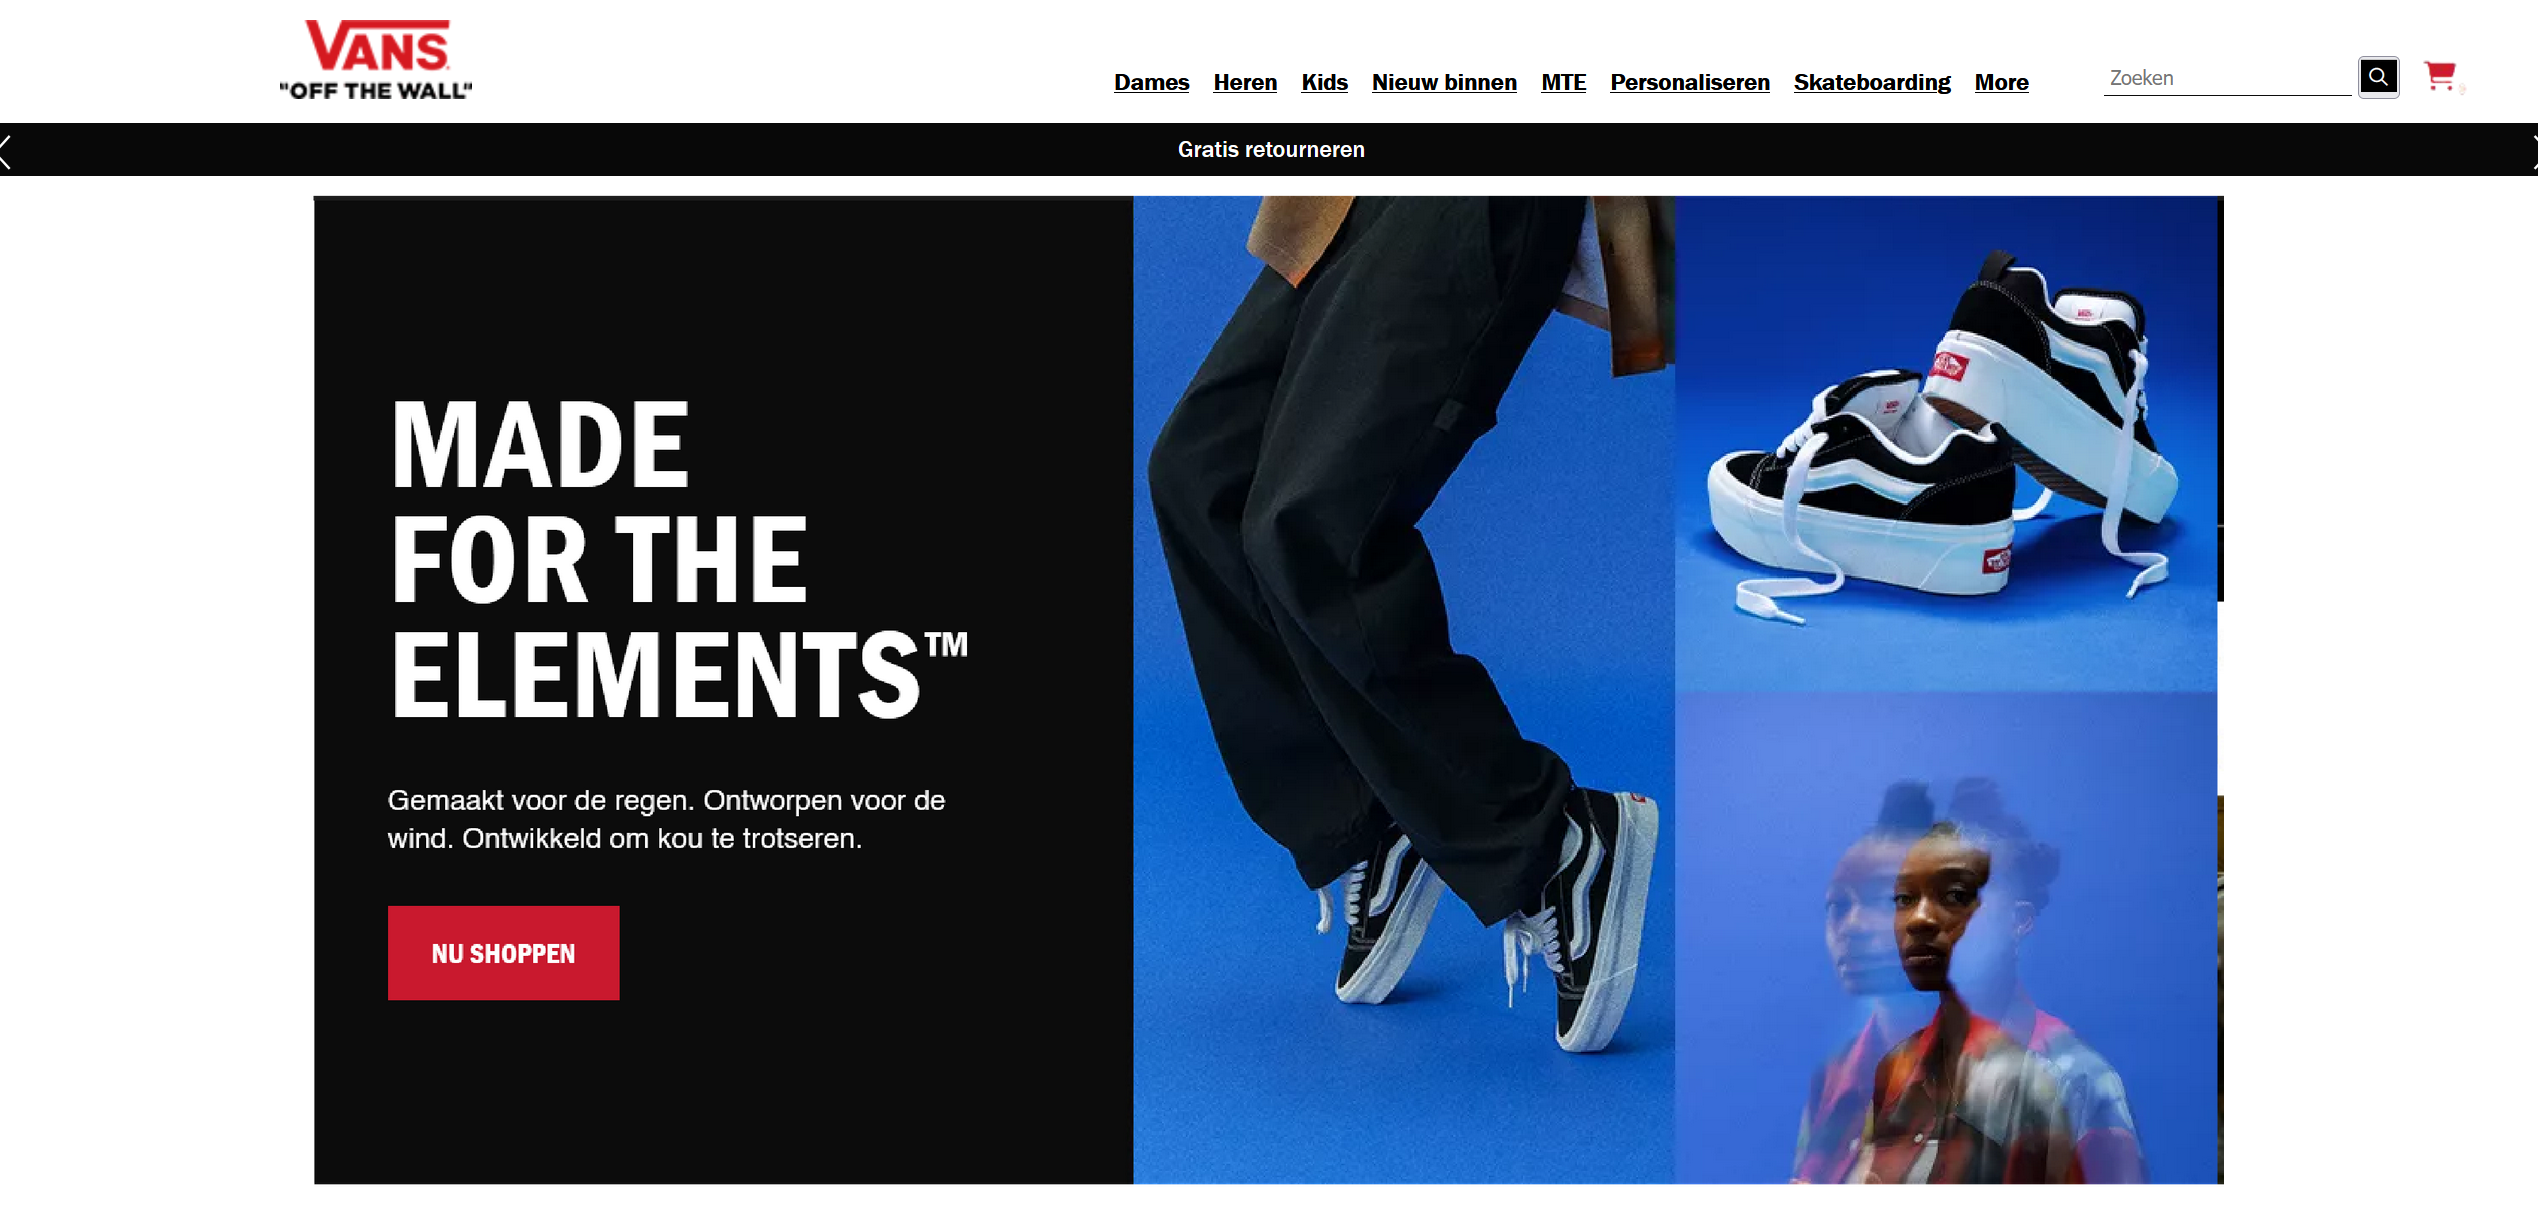 VANS
"OFF THE WALL"
Dames Heren Kids Nieuw binnen MTE Personaliseren Skateboarding More
Zoeken
Gratis retourneren
MADE
FOR THE
ELEMENTS™
Gemaakt voor de regen. Ontworpen voor de
wind. Ontwikkeld om kou te trotseren.
NU SHOPPEN